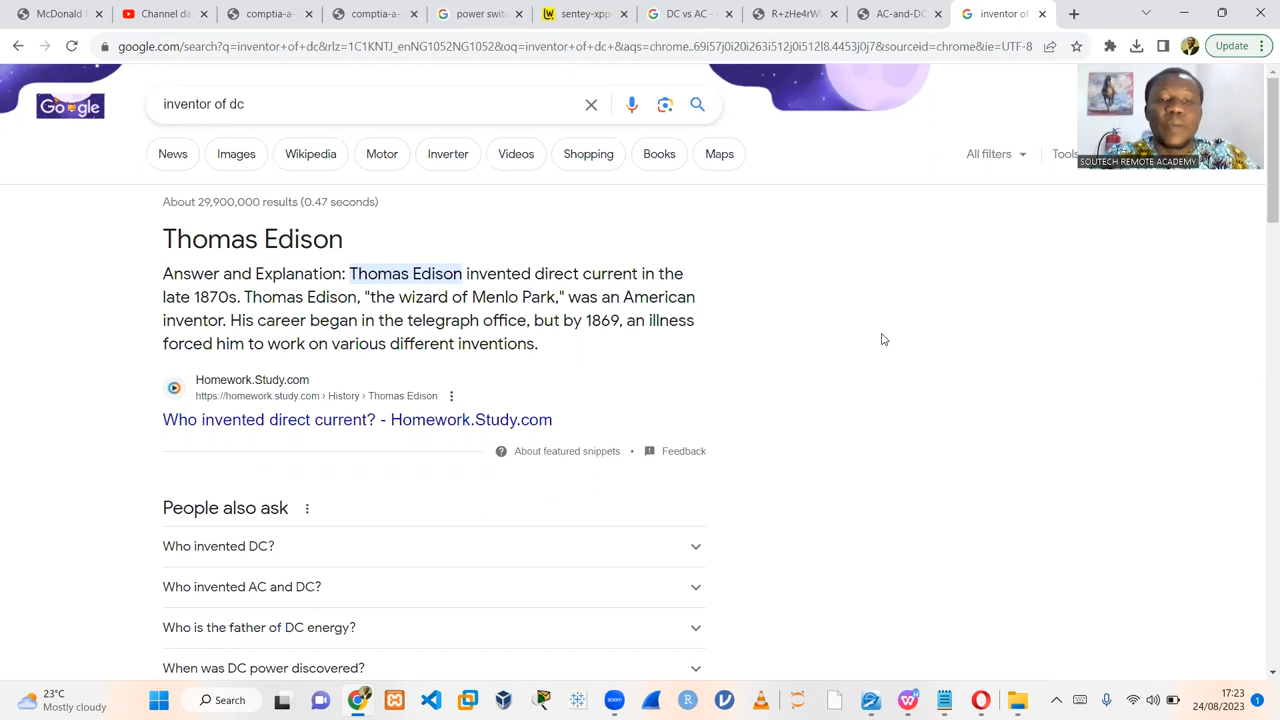 McDonald
Channel da
comptia-a-
comptia-a
power swit
sentey-xpp
DC vs AC -
R+zHe4rV
AC-and-DC
inventor of
google.com/search?q=inventor+of+dc&rlz=1C1KNTJ_enNG1052NG1053&oq=inventor+of+dc+&aqs=chrome..69i57j0i20i263i512j0i512l8.4453j0j7&sourceid=chrome&ie=UTF-8
Update
Google
inventor of dc
SOUTECH REMOTE ACADEMY
News
Images
Wikipedia
Motor
Inverter
Videos
Shopping
Books
Maps
All filters
Tools
About 29,900,000 results (0.47 seconds)
Thomas Edison
Answer and Explanation: Thomas Edison invented direct current in the
late 1870s. Thomas Edison, "the wizard of Menlo Park," was an American
inventor. His career began in the telegraph office, but by 1869, an illness
forced him to work on various different inventions.
Homework.Study.com
https://homework.study.com › History › Thomas Edison
Who invented direct current? - Homework.Study.com
About featured snippets • Feedback
People also ask
Who invented DC?
Who invented AC and DC?
Who is the father of DC energy?
When was DC power discovered?
23°C
Mostly cloudy
Search
zoom
R
17:23
24/08/2023
1